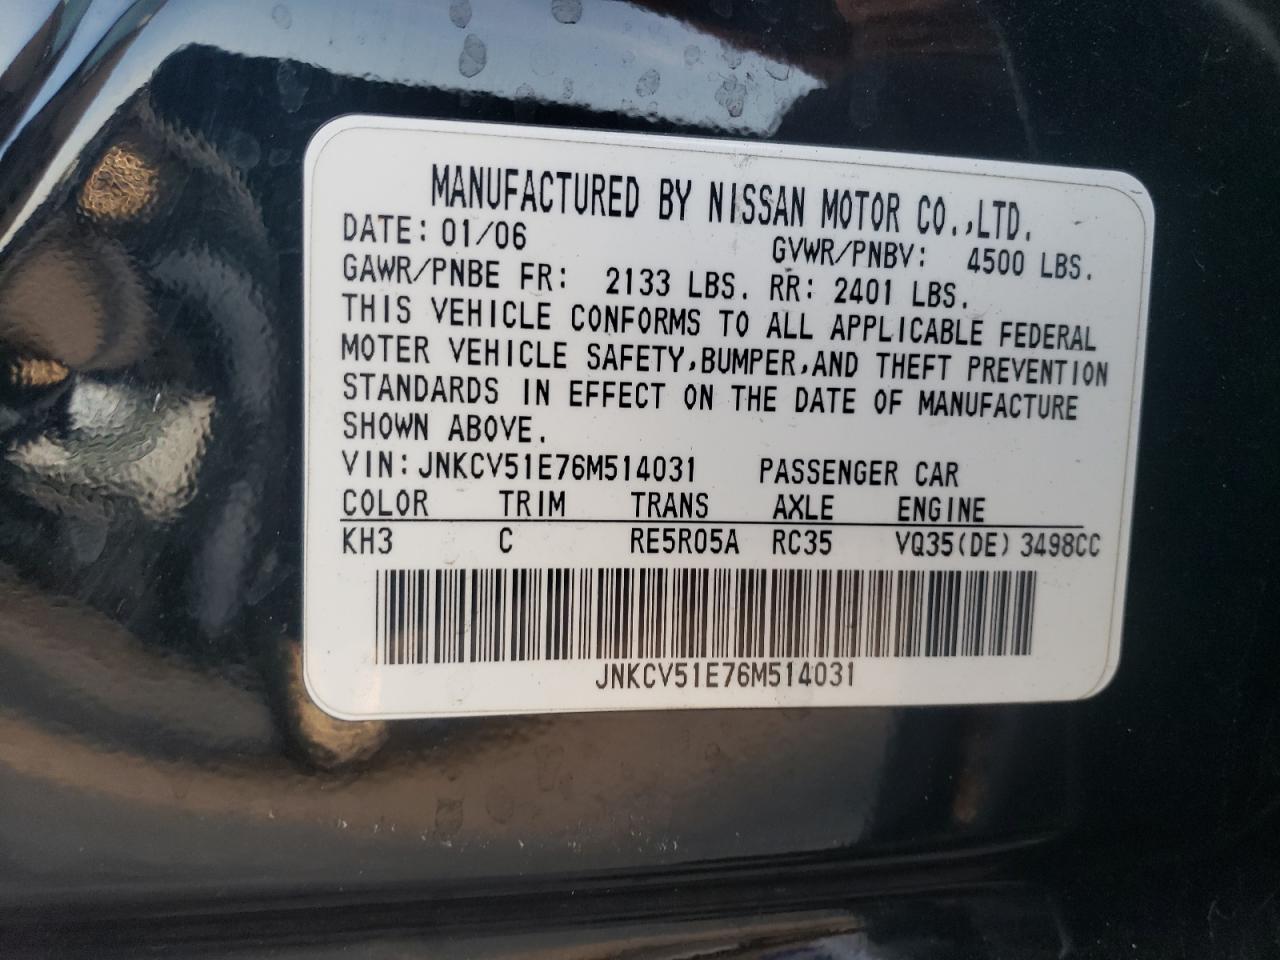 MANUFACTURED BY NISSAN MOTOR CO.,LTD.
DATE: 01/06 GVWR/PNBV: 4500 LBS.
GAWR/PNBE FR: 2133 LBS. RR: 2401 LBS.
THIS VEHICLE CONFORMS TO ALL APPLICABLE FEDERAL
MOTER VEHICLE SAFETY,BUMPER,AND THEFT PREVENTION
STANDARDS IN EFFECT ON THE DATE OF MANUFACTURE
SHOWN ABOVE.
VIN: JNKCV51E76M514031 PASSENGER CAR
COLOR TRIM TRANS AXLE ENGINE
KH3 C RE5R05A RC35 VQ35(DE) 3498CC
JNKCV51E76M514031